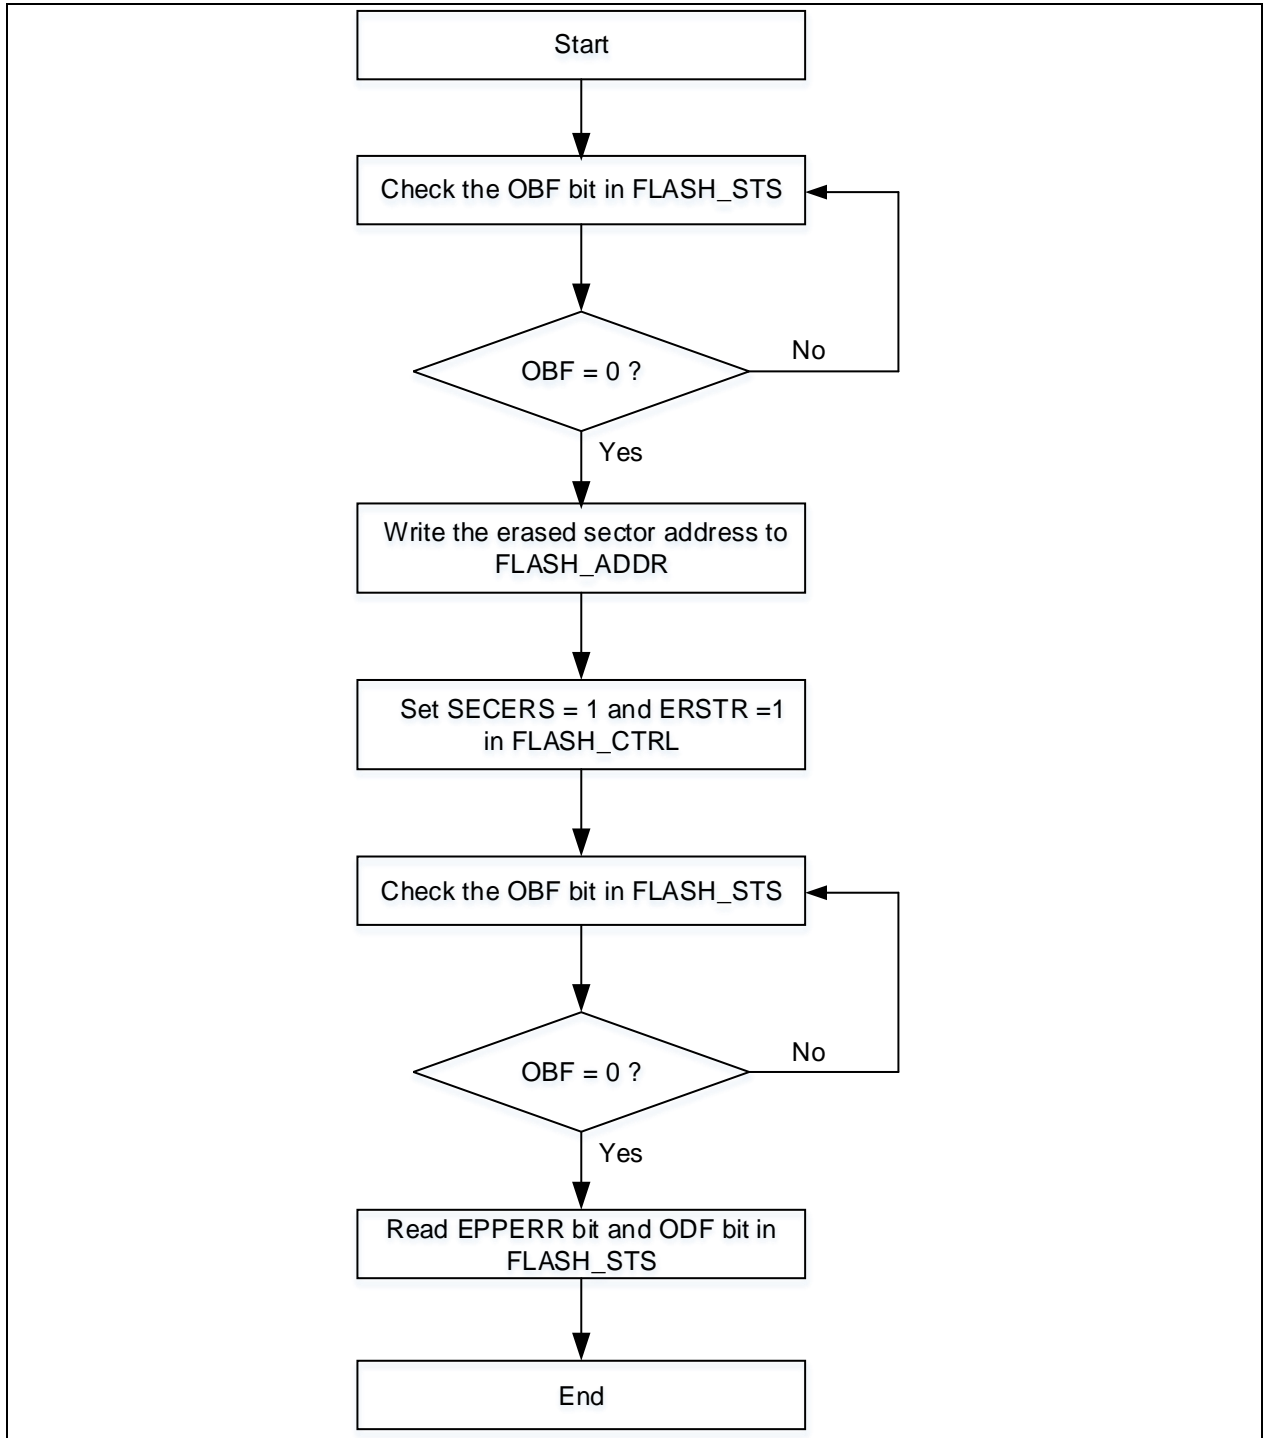 Start
Check the OBF bit in FLASH_STS
OBF = 0 ?
No
Yes
Write the erased sector address to
FLASH_ADDR
Set SECERS = 1 and ERSTR =1
in FLASH_CTRL
Check the OBF bit in FLASH_STS
OBF = 0 ?
No
Yes
Read EPPERR bit and ODF bit in
FLASH_STS
End